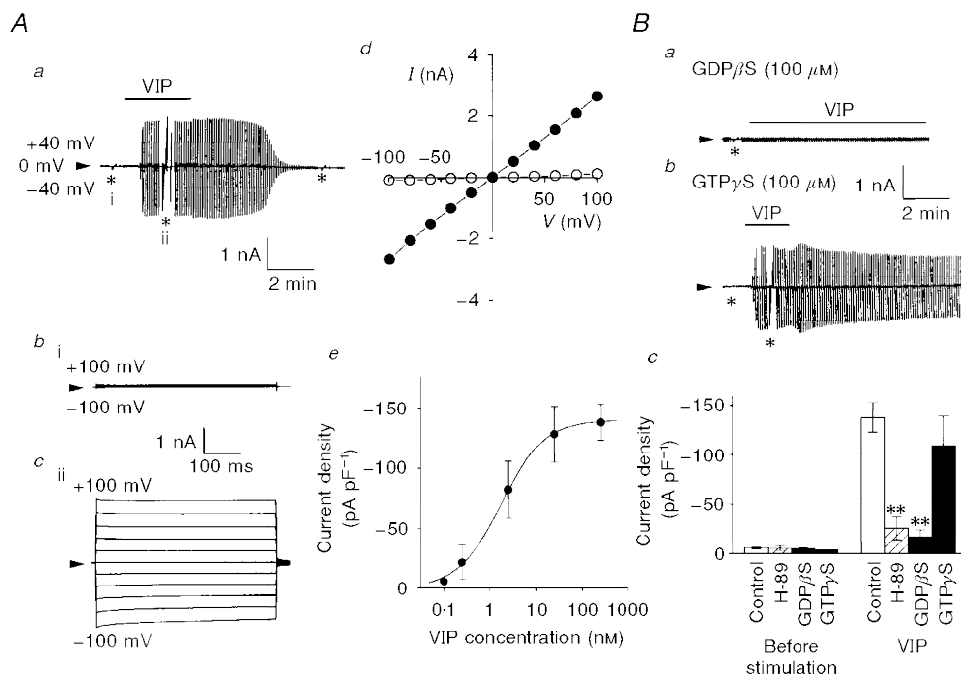 A
a
VIP
+40 mV
0 mV
−40 mV
*
i
*
ii
*
1 nA
2 min
d
I (nA)
4
2
−100
−50
50
100
V (mV)
−2
−4
B
a
GDPβS (100 μM)
VIP
*
b
GTPγS (100 μM)
1 nA
2 min
VIP
*
*
b
i
+100 mV
−100 mV
1 nA
100 ms
c
ii
+100 mV
−100 mV
e
Current density
(pA pF⁻¹)
−150
−100
−50
0
0·1
1
10
100
1000
VIP concentration (nM)
c
Current density
(pA pF⁻¹)
−150
−100
−50
0
**
**
Control
H-89
GDPβS
GTPγS
Control
H-89
GDPβS
GTPγS
Before
stimulation
VIP